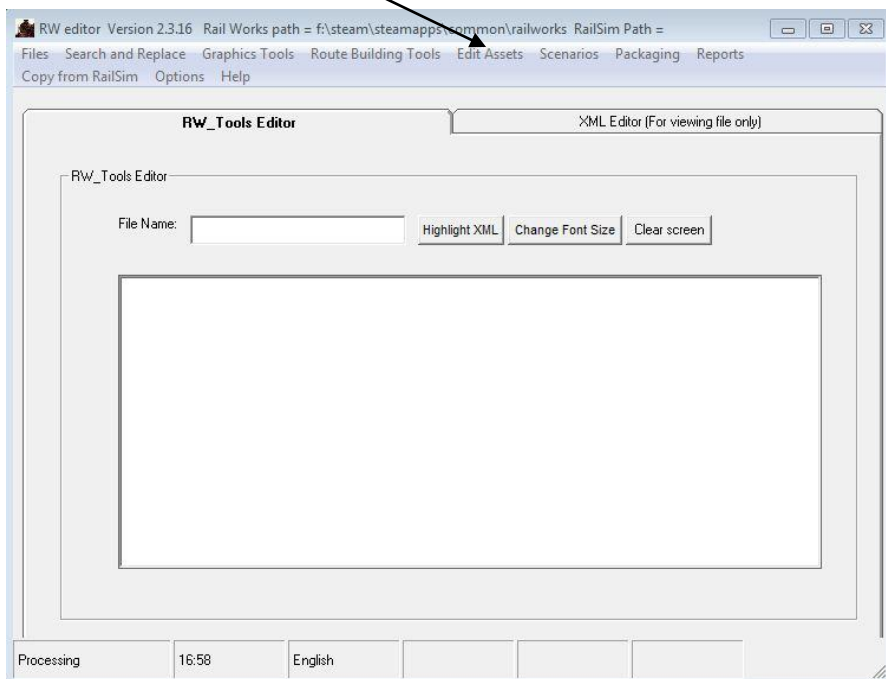 RW editor Version 2.3.16 Rail Works path = f:\steam\steamapps\common\railworks RailSim Path =
Files Search and Replace Graphics Tools Route Building Tools Edit Assets Scenarios Packaging Reports
Copy from RailSim Options Help
RW_Tools Editor XML Editor (For viewing file only)
RW_Tools Editor
File Name: Highlight XML Change Font Size Clear screen
Processing 16:58 English